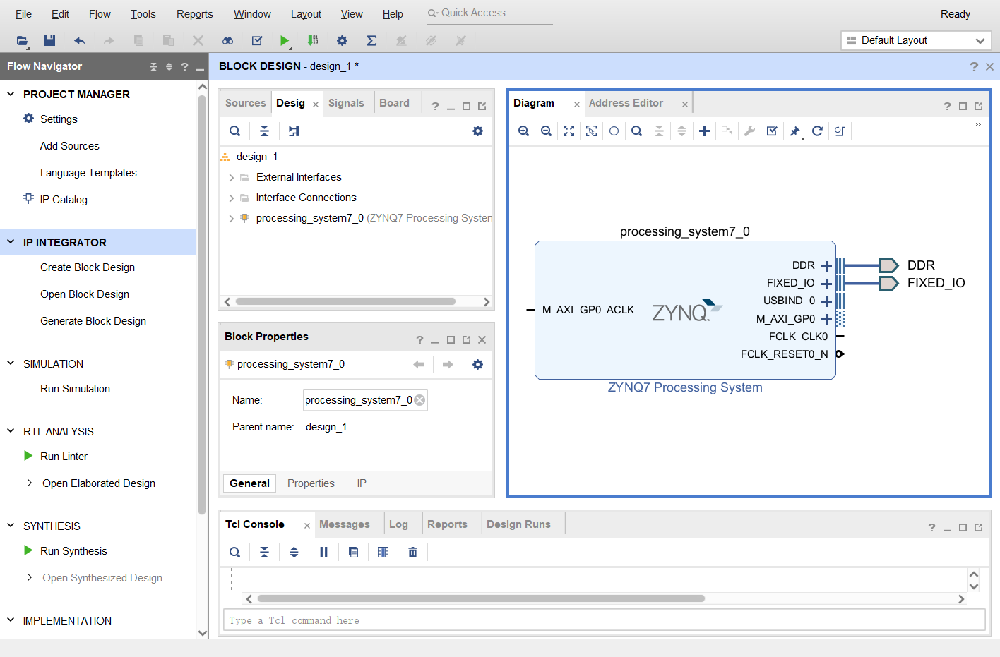 File Edit Flow Tools Reports Window Layout View Help Quick Access Ready
Default Layout
Flow Navigator ?
BLOCK DESIGN - design_1 * ?
PROJECT MANAGER
Settings
Add Sources
Language Templates
IP Catalog
IP INTEGRATOR
Create Block Design
Open Block Design
Generate Block Design
SIMULATION
Run Simulation
RTL ANALYSIS
Run Linter
Open Elaborated Design
SYNTHESIS
Run Synthesis
Open Synthesized Design
IMPLEMENTATION
Sources Desig Signals Board ?
design_1
External Interfaces
Interface Connections
processing_system7_0 (ZYNQ7 Processing System
Block Properties ?
processing_system7_0
Name: processing_system7_0
Parent name: design_1
General Properties IP
Diagram Address Editor ?
processing_system7_0
DDR
FIXED_IO
USBIND_0
M_AXI_GP0
FCLK_CLK0
FCLK_RESET0_N
M_AXI_GP0_ACLK
ZYNQ
DDR
FIXED_IO
ZYNQ7 Processing System
Tcl Console Messages Log Reports Design Runs ?
Type a Tcl command here